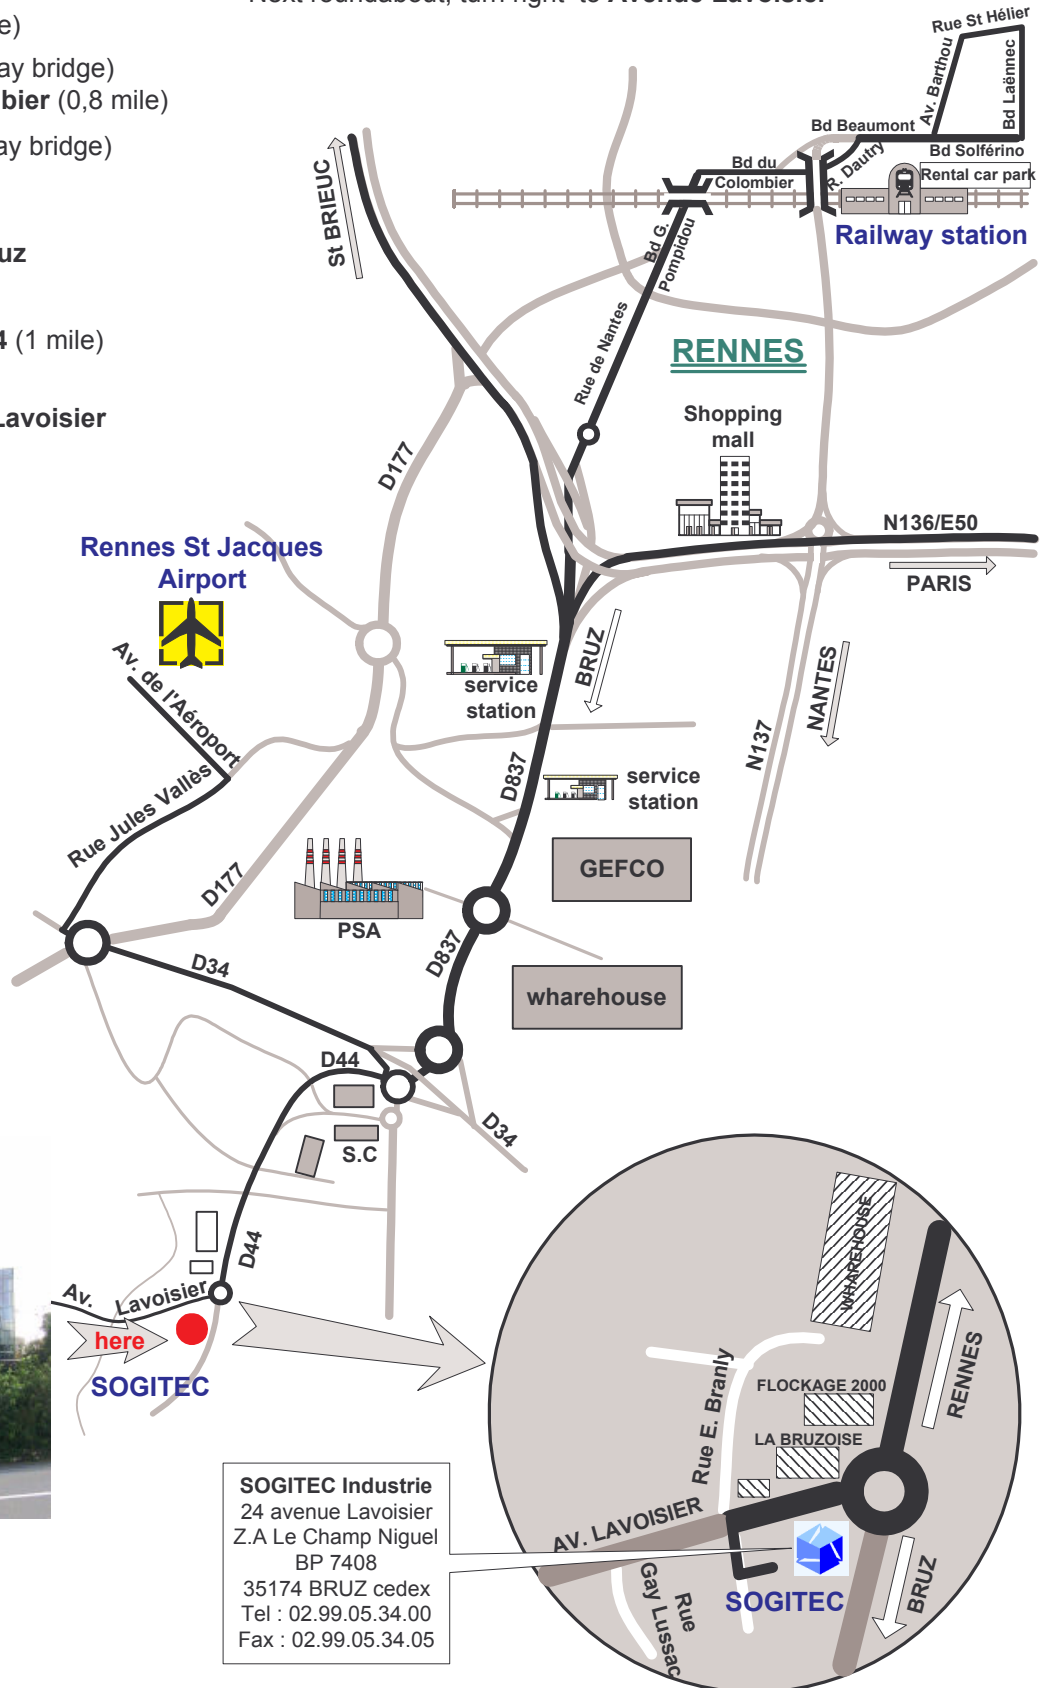 Next roundabout, turn right to Avenue Lavoisier
e)
ay bridge)
bier (0,8 mile)
ay bridge)
uz
4 (1 mile)
Lavoisier
Rue St Hélier
Av. Barthou
Bd Laënnec
Bd Beaumont
Bd Solférino
R. Dautry
Rental car park
Bd du
Colombier
Railway station
St BRIEUC
Bd G.
Pompidou
Rue de Nantes
RENNES
Shopping
mall
D177
N136/E50
PARIS
Rennes St Jacques
Airport
Av. de l'Aéroport
service
station
BRUZ
NANTES
N137
D837
service
station
Rue Jules Vallès
D177
GEFCO
PSA
D837
D34
wharehouse
D44
D34
S.C
D44
Av.
Lavoisier
here
SOGITEC
WHAREHOUSE
RENNES
Rue E. Branly
FLOCKAGE 2000
LA BRUZOISE
AV. LAVOISIER
BRUZ
SOGITEC
Rue
Gay Lussac
SOGITEC Industrie
24 avenue Lavoisier
Z.A Le Champ Niguel
BP 7408
35174 BRUZ cedex
Tel : 02.99.05.34.00
Fax : 02.99.05.34.05